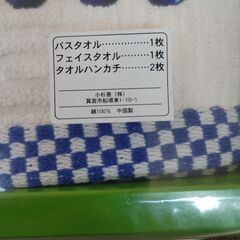 バスタオル……………1枚
フェイスタオル………1枚
タオルハンカチ………2枚
小杉善(株)
箕面市船場東1-10-1
綿100% 中国製